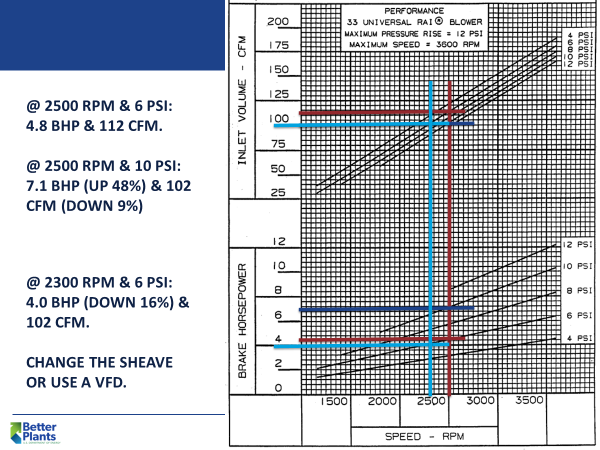 @ 2500 RPM & 6 PSI:
4.8 BHP & 112 CFM.
@ 2500 RPM & 10 PSI:
7.1 BHP (UP 48%) & 102
CFM (DOWN 9%)
@ 2300 RPM & 6 PSI:
4.0 BHP (DOWN 16%) &
102 CFM.
CHANGE THE SHEAVE
OR USE A VFD.
Better
Plants
PERFORMANCE
33 UNIVERSAL RAI® BLOWER
MAXIMUM PRESSURE RISE = 12 PSI
MAXIMUM SPEED = 3600 RPM
INLET VOLUME - CFM
200
175
150
125
100
75
50
25
4 PSI
6 PSI
8 PSI
10 PSI
12 PSI
BRAKE HORSEPOWER
12
10
8
6
4
2
0
12 PSI
10 PSI
8 PSI
6 PSI
4 PSI
1500 2000 2500 3000 3500
SPEED - RPM